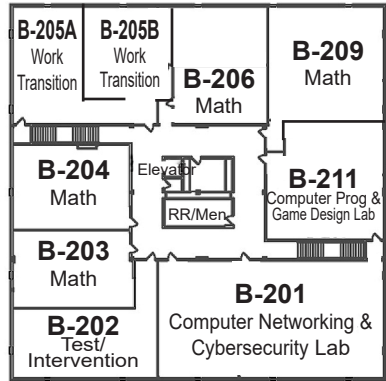 B-205A
Work
Transition
B-205B
Work
Transition
B-206
Math
B-209
Math
B-204
Math
Elevator
RR/Men
B-211
Computer Prog &
Game Design Lab
B-203
Math
B-202
Test/
Intervention
B-201
Computer Networking &
Cybersecurity Lab